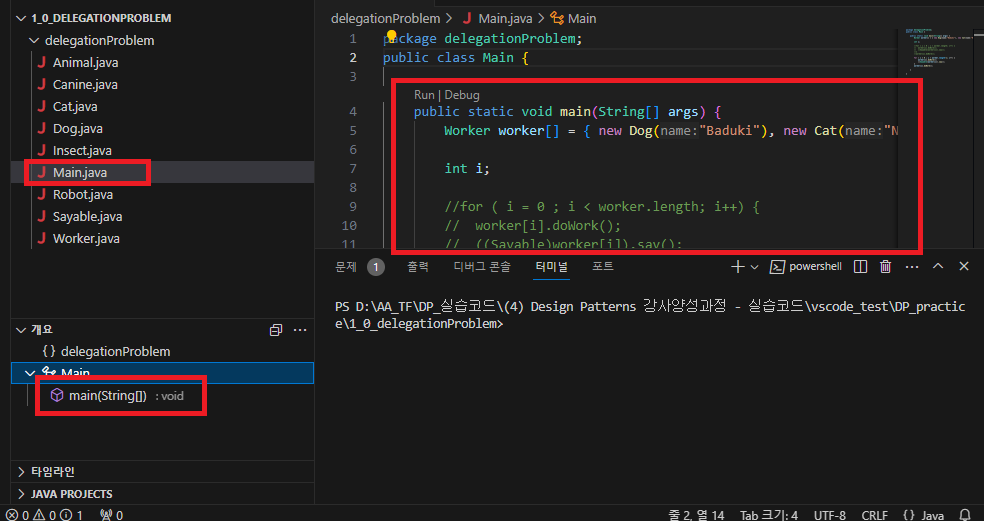 1_0_DELEGATIONPROBLEM
delegationProblem
Animal.java
Canine.java
Cat.java
Dog.java
Insect.java
Main.java
Robot.java
Sayable.java
Worker.java
개요
{ } delegationProblem
Main
main(String[]) : void
타임라인
JAVA PROJECTS
delegationProblem > Main.java > Main
1 package delegationProblem;
2 public class Main {
3
Run | Debug
4 public static void main(String[] args) {
5 Worker worker[] = { new Dog(name:"Baduki"), new Cat(name:"N
6
7 int i;
8
9 //for ( i = 0 ; i < worker.length; i++) {
10 // worker[i].doWork();
11 // ((Sayable)worker[i]).say();
문제 1 출력 디버그 콘솔 터미널 포트 powershell
PS D:\AA_TF\DP_실습코드\(4) Design Patterns 강사양성과정 - 실습코드\vscode_test\DP_practic
e\1_0_delegationProblem>
0 0 1 0 줄 2, 열 14 Tab 크기: 4 UTF-8 CRLF { } Java